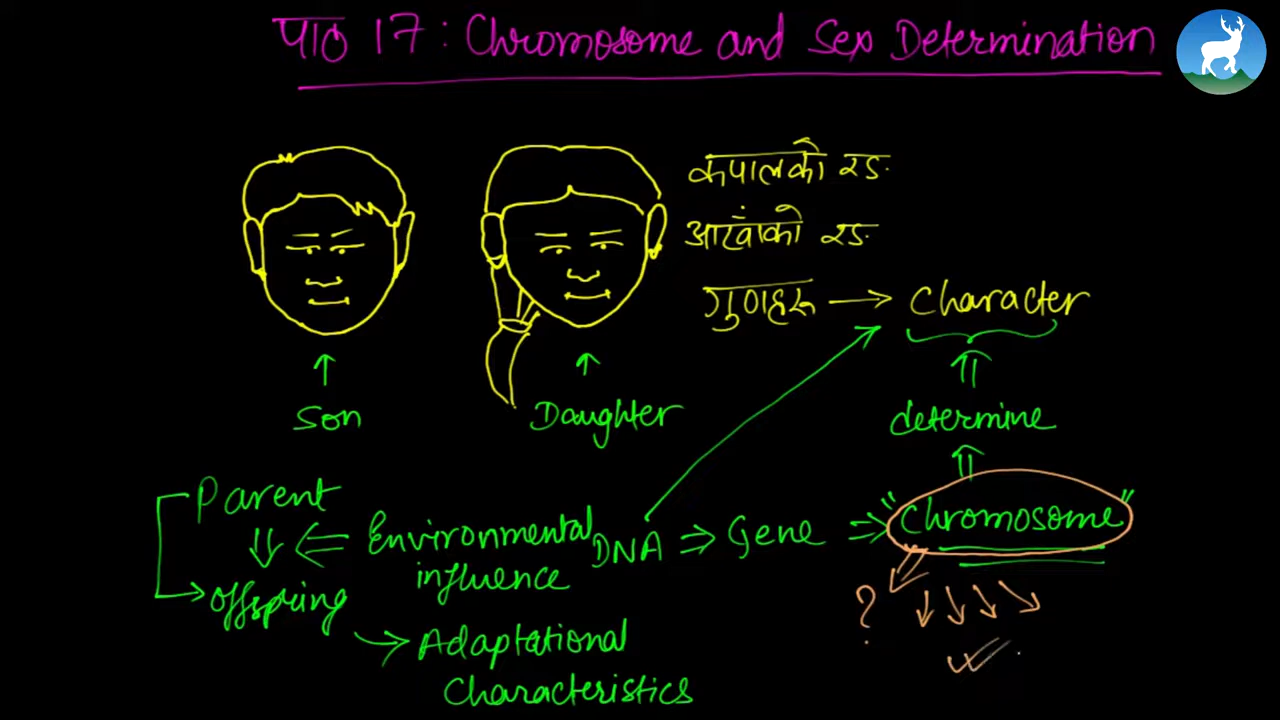 पाठ 17 : Chromosome and Sex Determination
कपालको रङ
आखाँको रङ
गुणहरू → Character
Son
Daughter
determine
Parent
Environmental
influence
DNA ⇒ Gene ⇒ "Chromosome"
offspring
?
Adaptational
Characteristics